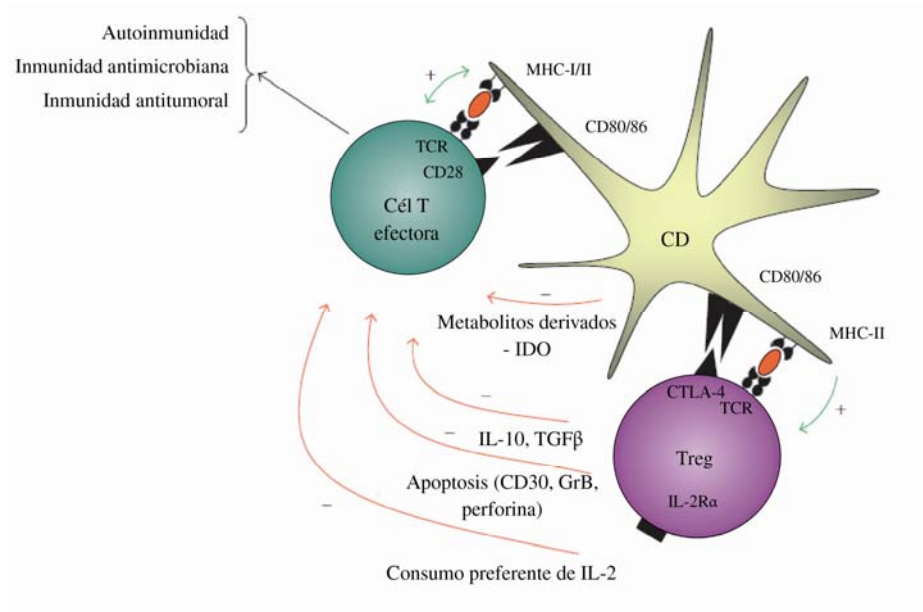 Autoinmunidad
Inmunidad antimicrobiana
Inmunidad antitumoral
+
MHC-I/II
CD80/86
TCR
CD28
Cél T
efectora
CD
CD80/86
–
Metabolitos derivados
- IDO
MHC-II
CTLA-4
TCR
+
–
IL-10, TGFβ
–
Treg
Apoptosis (CD30, GrB,
perforina)
IL-2Rα
–
Consumo preferente de IL-2